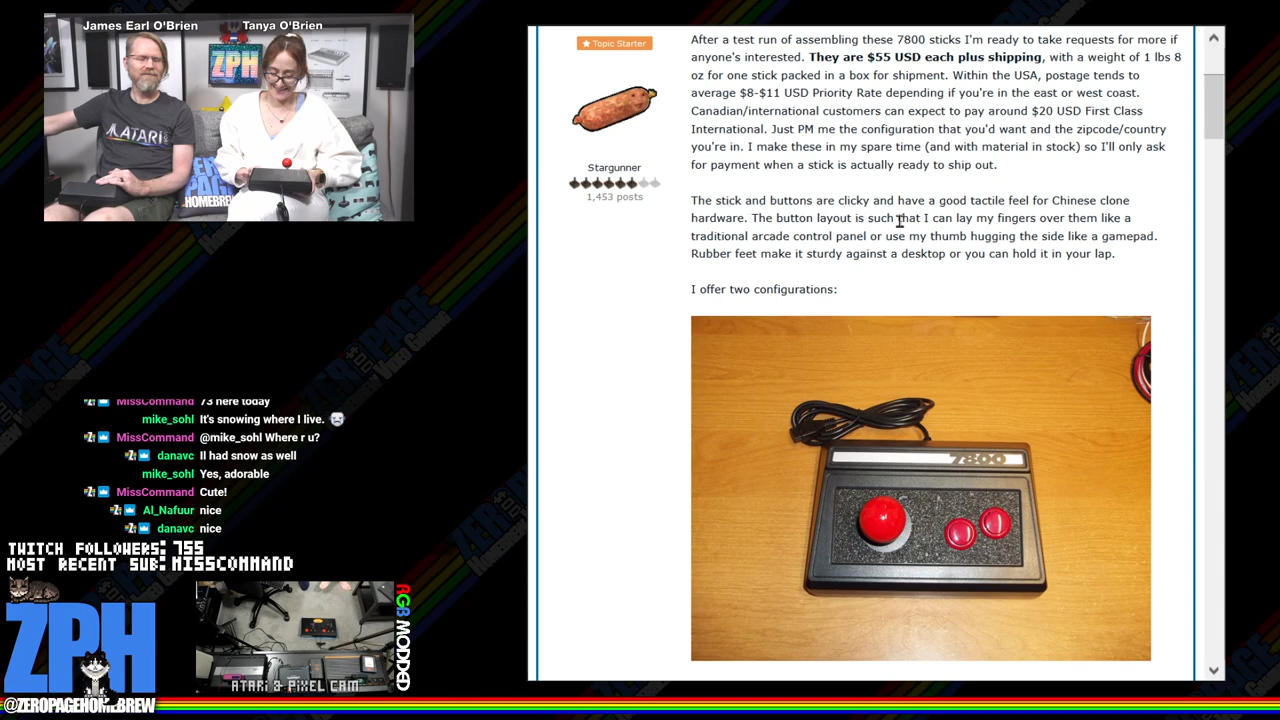 James Earl O'Brien
Tanya O'Brien
ZPH
ATARI
ZERO
PAGE
HOMEBREW
MissCommand 73 here today
mike_sohl It's snowing where I live.
MissCommand @mike_sohl Where r u?
danavc Il had snow as well
mike_sohl Yes, adorable
MissCommand Cute!
Al_Nafuur nice
danavc nice
TWITCH FOLLOWERS: 755
MOST RECENT SUB: MISSCOMMAND
ZPH
@ZEROPAGEHOMEBREW
RGB MODDED
ATARI & PIXEL CAM
Topic Starter
Stargunner
1,453 posts
After a test run of assembling these 7800 sticks I'm ready to take requests for more if
anyone's interested. They are $55 USD each plus shipping, with a weight of 1 lbs 8
oz for one stick packed in a box for shipment. Within the USA, postage tends to
average $8-$11 USD Priority Rate depending if you're in the east or west coast.
Canadian/international customers can expect to pay around $20 USD First Class
International. Just PM me the configuration that you'd want and the zipcode/country
you're in. I make these in my spare time (and with material in stock) so I'll only ask
for payment when a stick is actually ready to ship out.
The stick and buttons are clicky and have a good tactile feel for Chinese clone
hardware. The button layout is such that I can lay my fingers over them like a
traditional arcade control panel or use my thumb hugging the side like a gamepad.
Rubber feet make it sturdy against a desktop or you can hold it in your lap.
I offer two configurations:
7800